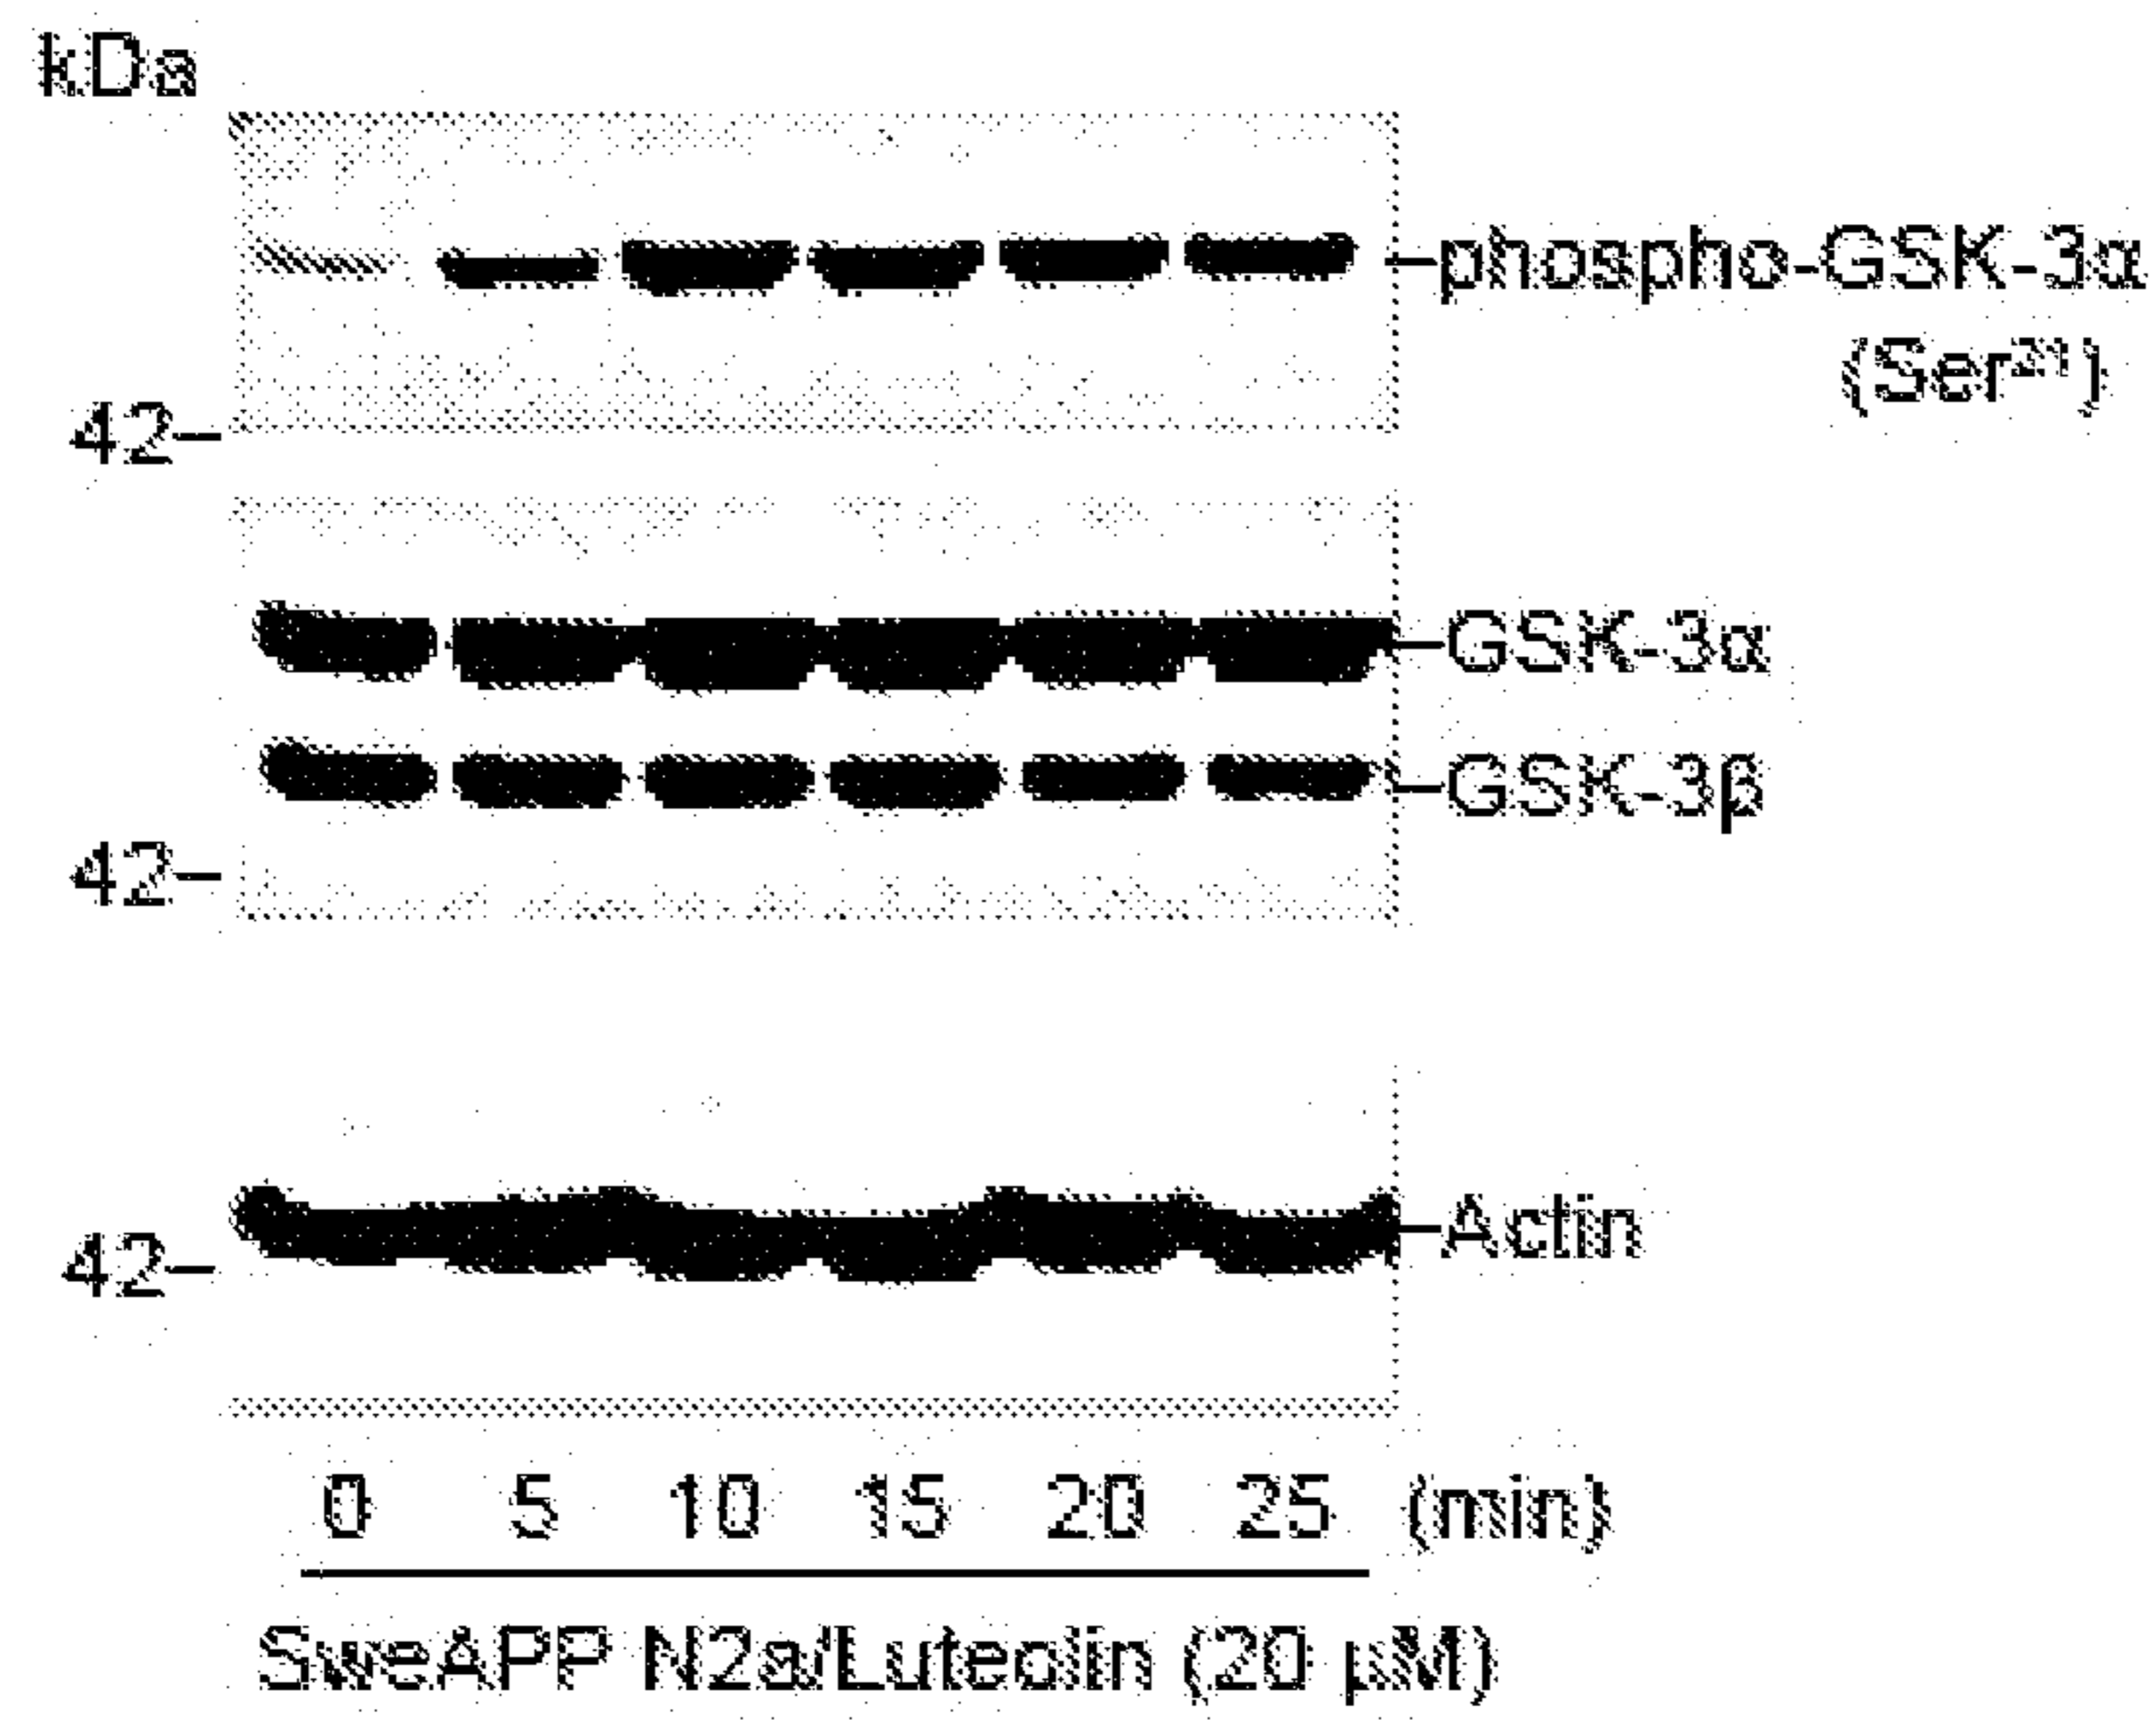 kDa
phospho-GSK-3α
(Ser²¹)
42-
GSK-3α
GSK-3β
42-
Actin
42-
0 5 10 15 20 25 (min)
SweAPP N2a/Luteolin (20 µM)